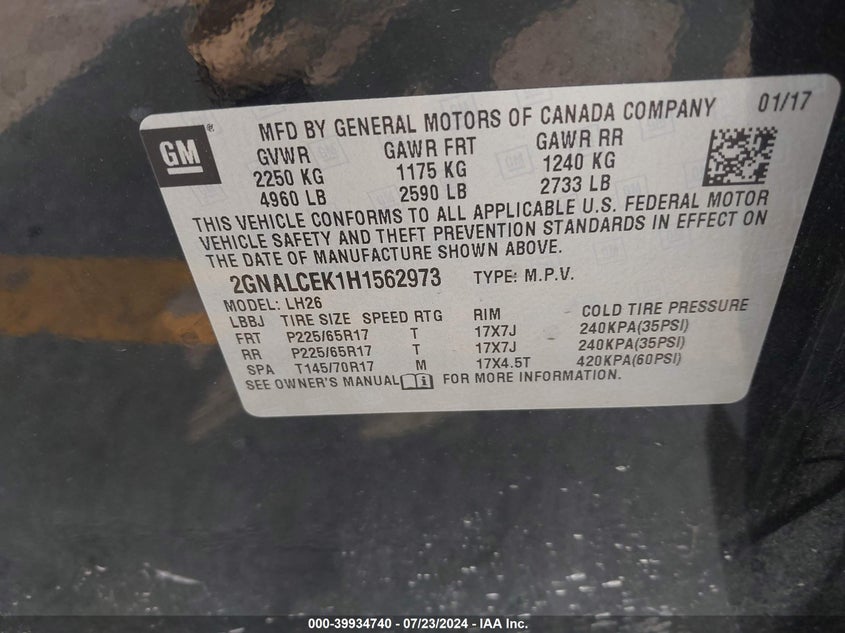 GM ® MFD BY GENERAL MOTORS OF CANADA COMPANY 01/17
GVWR GAWR FRT GAWR RR
2250 KG 1175 KG 1240 KG
4960 LB 2590 LB 2733 LB
THIS VEHICLE CONFORMS TO ALL APPLICABLE U.S. FEDERAL MOTOR
VEHICLE SAFETY AND THEFT PREVENTION STANDARDS IN EFFECT ON
THE DATE OF MANUFACTURE SHOWN ABOVE.
2GNALCEK1H1562973 TYPE: M.P.V.
MODEL: LH26
LBBJ TIRE SIZE SPEED RTG RIM COLD TIRE PRESSURE
FRT P225/65R17 T 17X7J 240KPA(35PSI)
RR P225/65R17 T 17X7J 240KPA(35PSI)
SPA T145/70R17 M 17X4.5T 420KPA(60PSI)
SEE OWNER'S MANUAL FOR MORE INFORMATION.
000-39934740 - 07/23/2024 - IAA Inc.